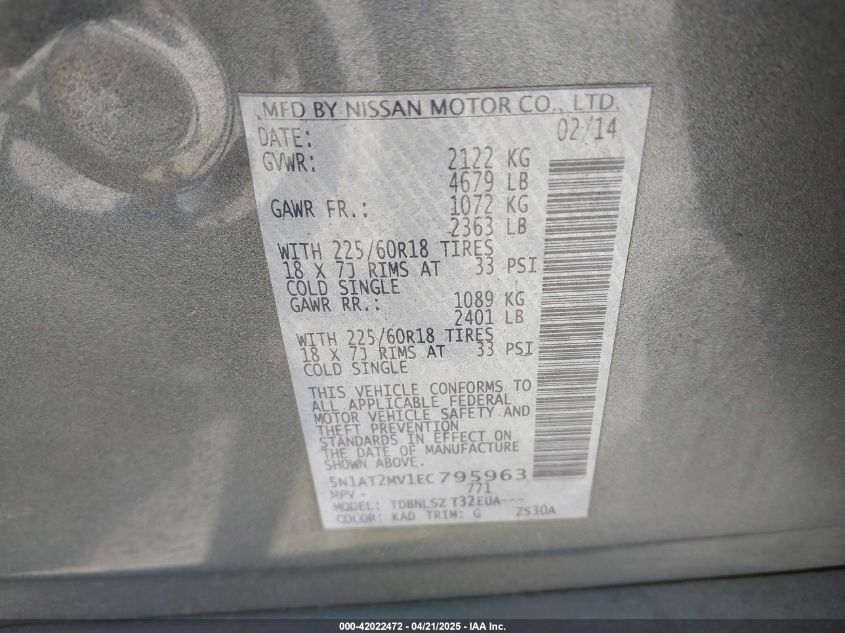 MFD BY NISSAN MOTOR CO., LTD.
DATE: 02/14
GVWR: 2122 KG
4679 LB
GAWR FR.: 1072 KG
2363 LB
WITH 225/60R18 TIRES
18 X 7J RIMS AT 33 PSI
COLD SINGLE
GAWR RR.: 1089 KG
2401 LB
WITH 225/60R18 TIRES
18 X 7J RIMS AT 33 PSI
COLD SINGLE
THIS VEHICLE CONFORMS TO
ALL APPLICABLE FEDERAL
MOTOR VEHICLE SAFETY AND
THEFT PREVENTION
STANDARDS IN EFFECT ON
THE DATE OF MANUFACTURE
SHOWN ABOVE.
5N1AT2MV1EC795963
MPV - 771
MODEL: TDBNLSZ T32EUA---
COLOR: KAD TRIM: G ZS30A
000-42022472 - 04/21/2025 - IAA Inc.